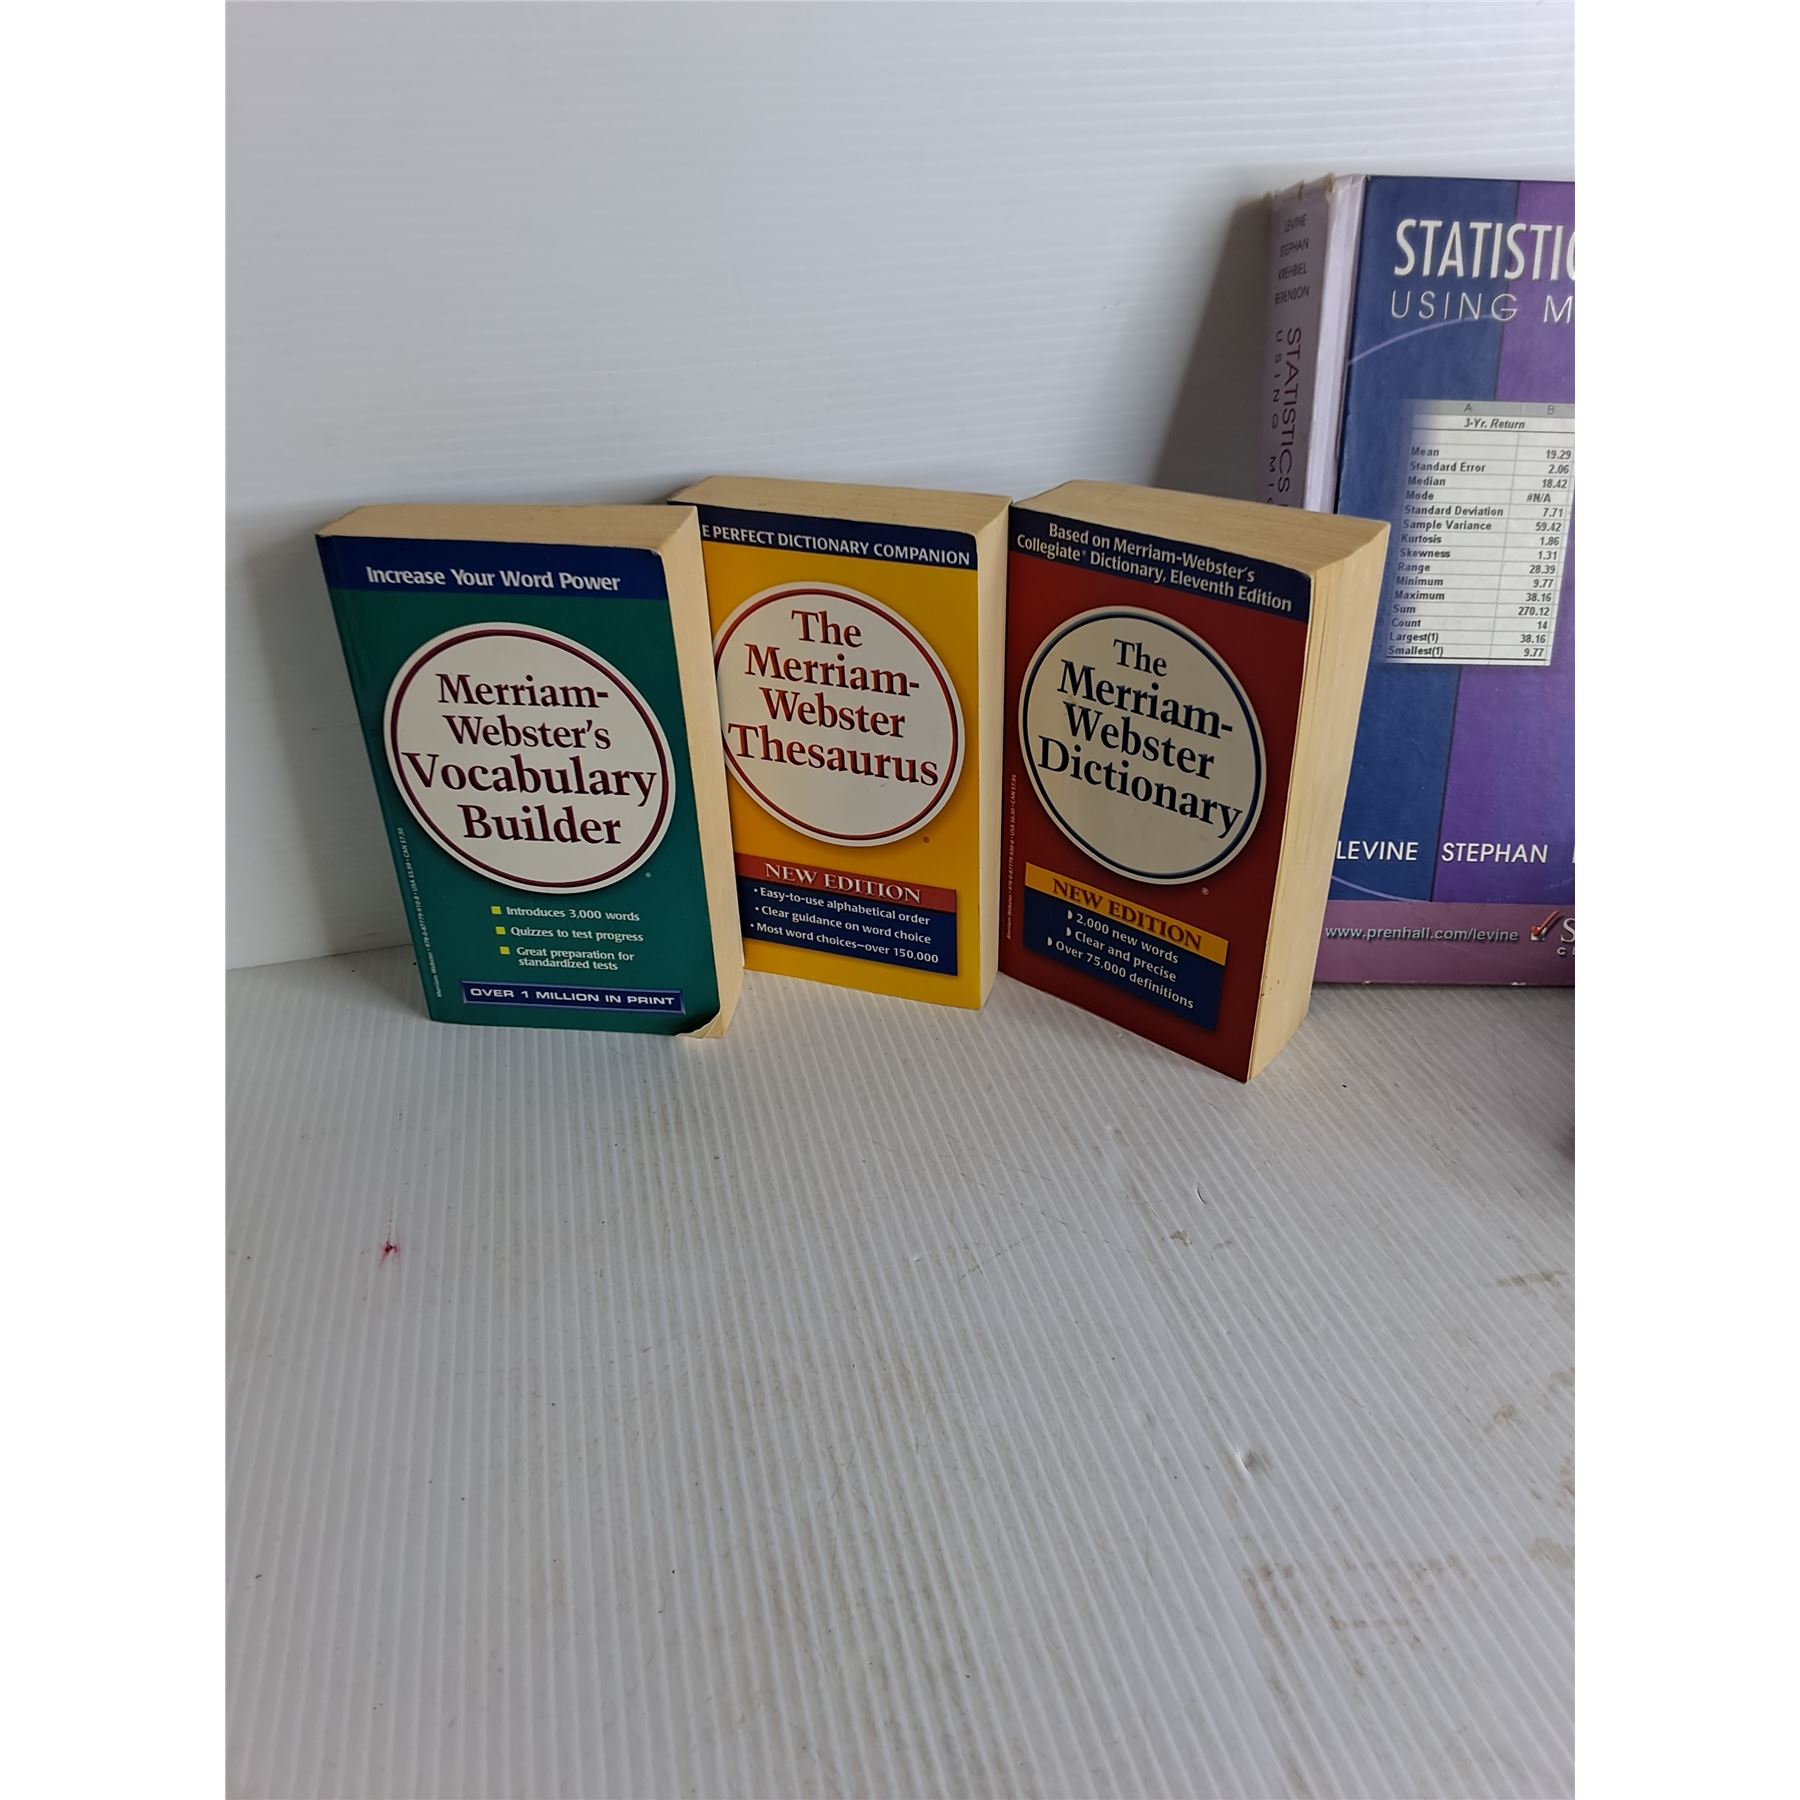 Increase Your Word Power
Merriam-
Webster's
Vocabulary
Builder
Introduces 3,000 words
Quizzes to test progress
Great preparation for
standardized tests
OVER 1 MILLION IN PRINT
E PERFECT DICTIONARY COMPANION
The
Merriam-
Webster
Thesaurus
NEW EDITION
• Easy-to-use alphabetical order
• Clear guidance on word choice
• Most word choices—over 150,000
Based on Merriam-Webster's
Collegiate® Dictionary, Eleventh Edition
The
Merriam-
Webster
Dictionary
NEW EDITION
2,000 new words
Clear and precise
Over 75,000 definitions
LEVINE
STEPHAN
KREHBIEL
BERENSON
STATISTICS
USING MIC
STATISTIC
USING M
A B
3-Yr. Return
Mean 19.29
Standard Error 2.06
Median 18.42
Mode #N/A
Standard Deviation 7.71
Sample Variance 59.42
Kurtosis 1.86
Skewness 1.31
Range 28.39
Minimum 9.77
Maximum 38.16
Sum 270.12
Count 14
Largest(1) 38.16
Smallest(1) 9.77
LEVINE STEPHAN
www.prenhall.com/levine